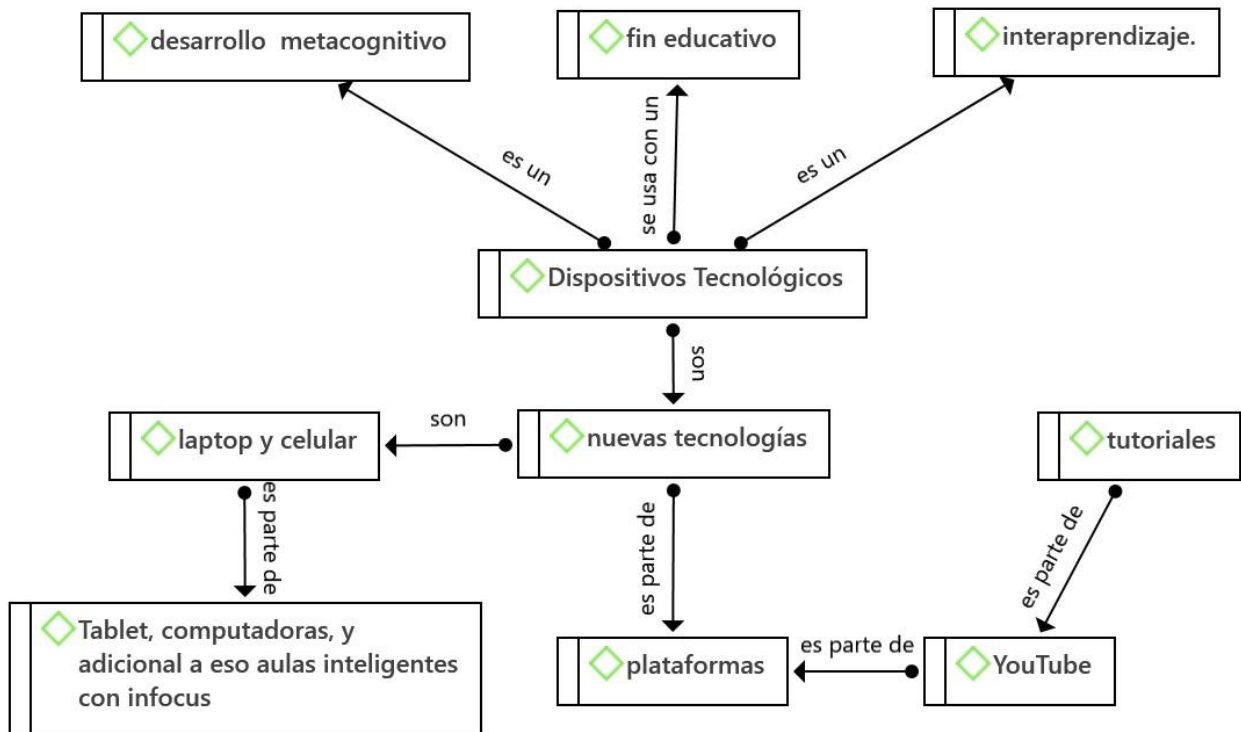 desarrollo metacognitivo
fin educativo
interaprendizaje.
es un
se usa con un
es un
Dispositivos Tecnológicos
son
laptop y celular
son
nuevas tecnologías
tutoriales
es parte de
es parte de
es parte de
Tablet, computadoras, y
adicional a eso aulas inteligentes
con infocus
plataformas
es parte de
YouTube